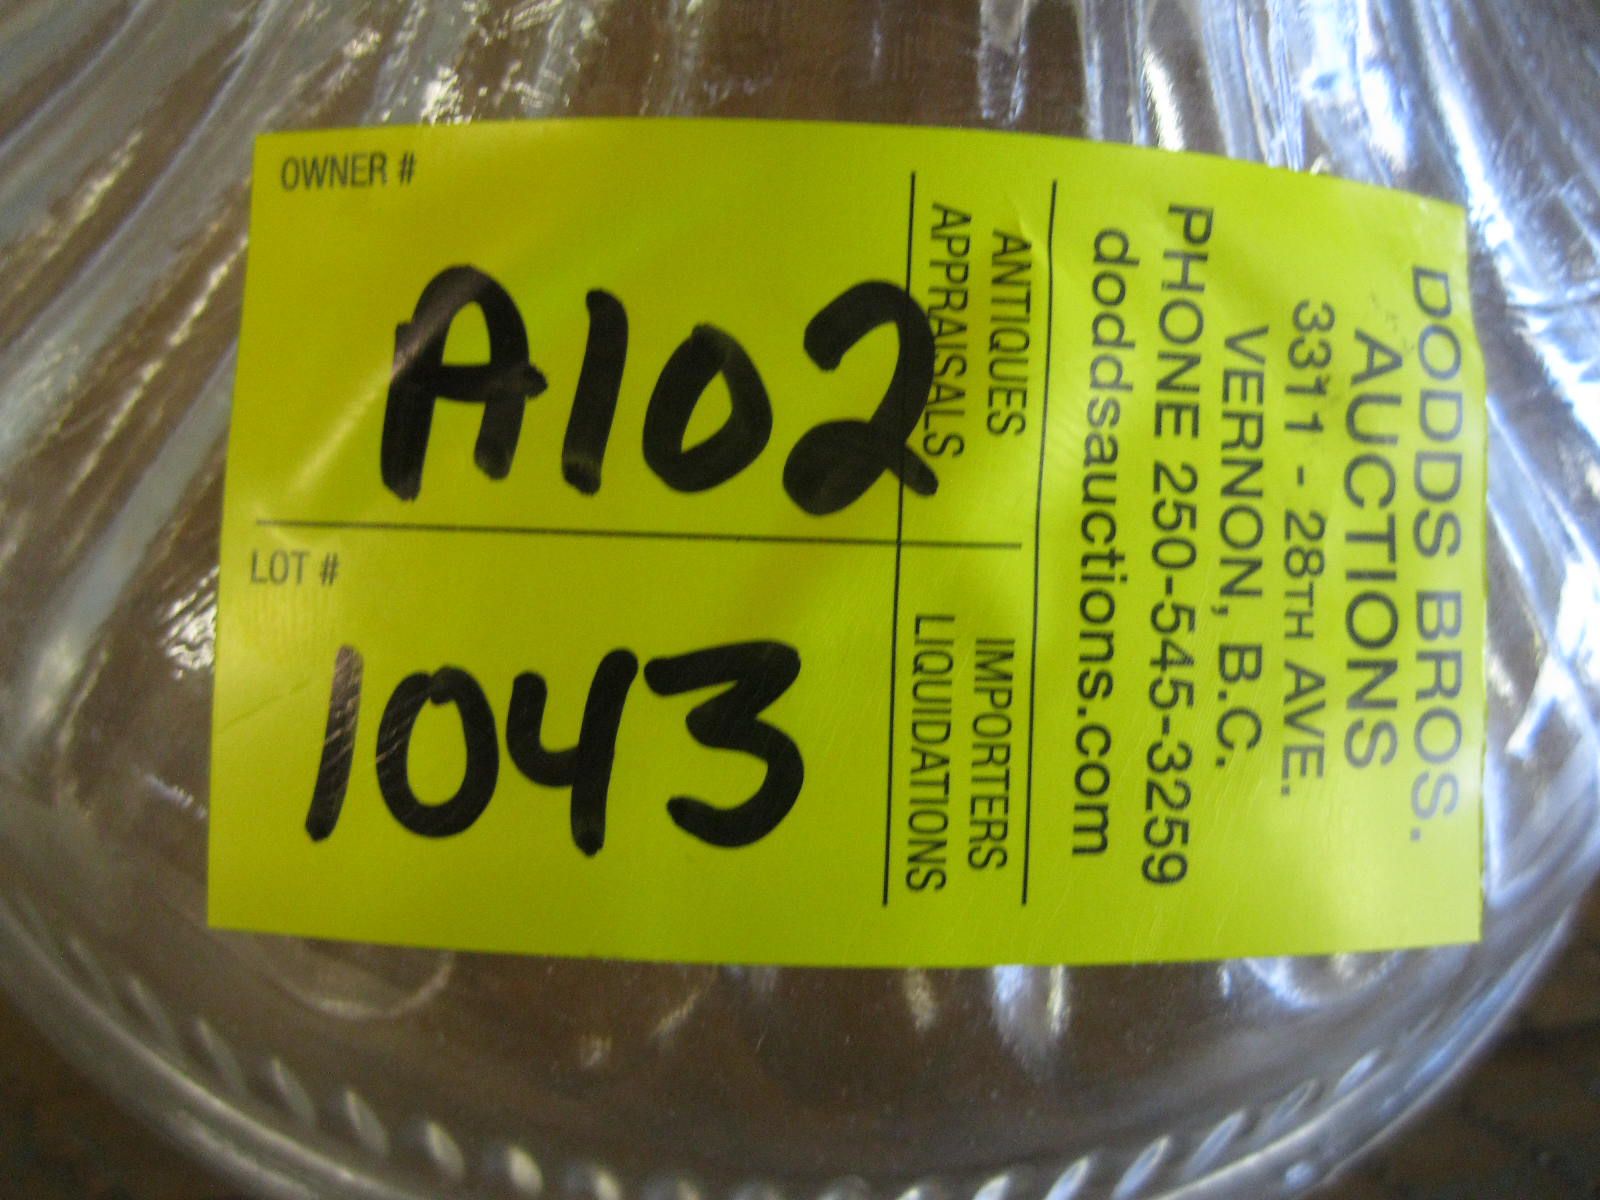 DODDS BROS.
AUCTIONS
3311 - 28TH AVE.
VERNON, B.C.
PHONE 250-545-3259
doddsauctions.com
ANTIQUES IMPORTERS
APPRAISALS LIQUIDATIONS
OWNER #
A102
LOT #
1043